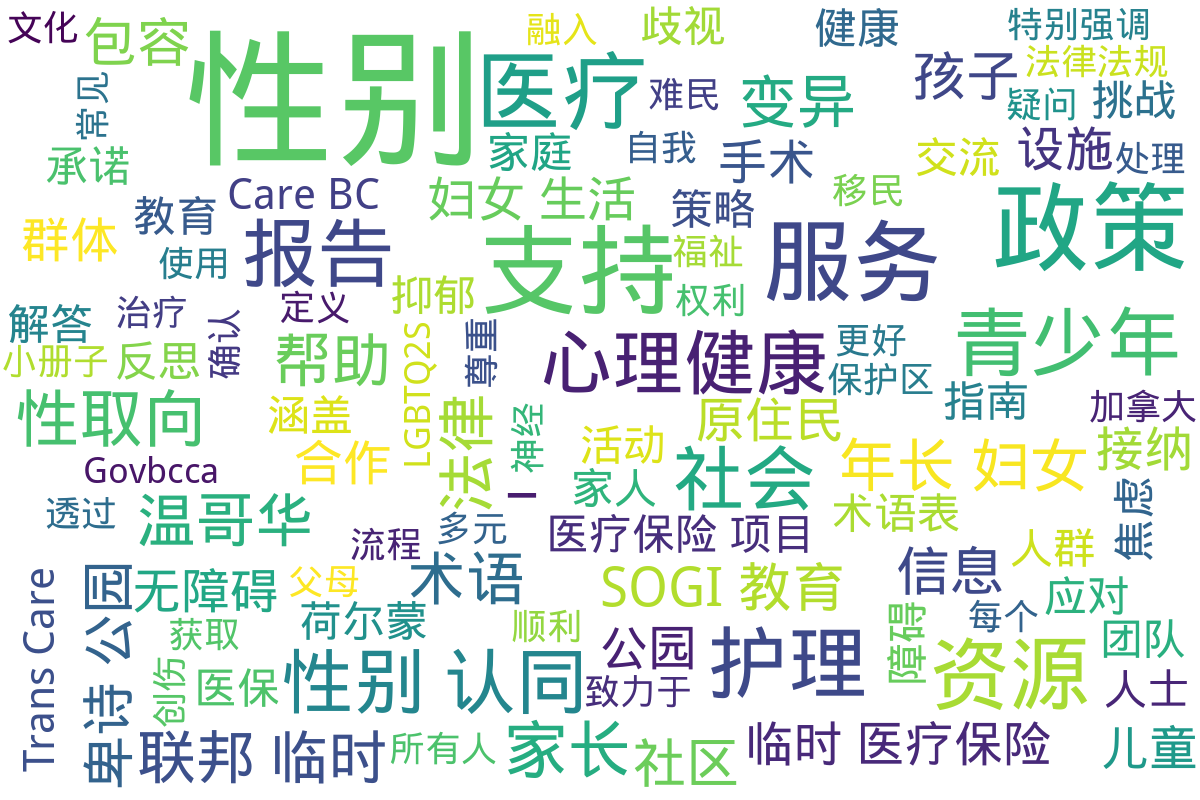 文化
包容
性别
医疗
融入
歧视
健康
特别强调
法律法规
孩子
难民
变异
疑问
挑战
常见
承诺
家庭
自我
手术
交流
设施
处理
Care BC
妇女 生活
策略
移民
政策
教育
群体
使用
报告
支持
福祉
服务
权利
抑郁
定义
治疗
解答
确认
小册子
反思
帮助
LGBTQ2S
尊重
心理健康
更好
保护区
青少年
指南
加拿大
性取向
涵盖
法律
神经
活动
原住民
接纳
合作
社会
年长 妇女
Govbcca
I
家人
术语表
焦虑
透过
温哥华
多元
流程
医疗保险 项目
信息
人群
Trans Care
卑诗 公园
无障碍
父母
术语
SOGI 教育
每个
应对
获取
荷尔蒙
顺利
公园
护理
障碍
资源
团队
创伤
医保
性别 认同
致力于
人士
联邦 临时
所有人
家长
社区
临时 医疗保险
儿童